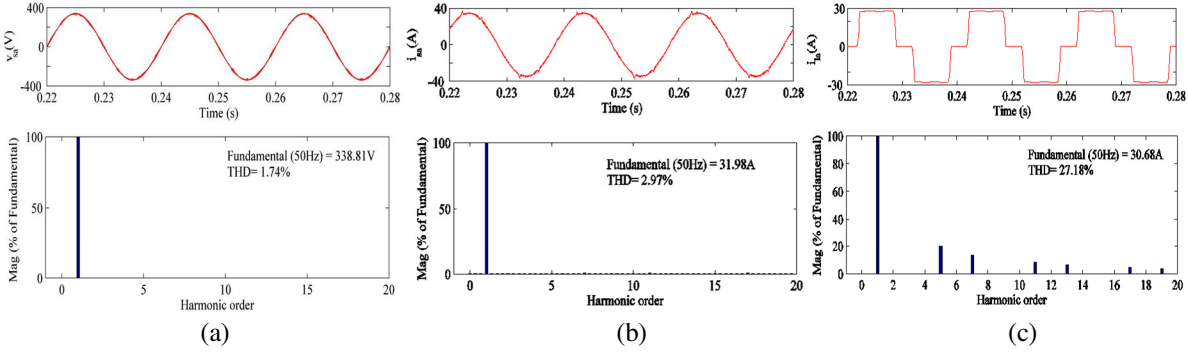 v_sa(V)
400
0
-400
0.22 0.23 0.24 0.25 0.26 0.27 0.28
Time (s)
Mag (% of Fundamental)
100
50
0
Fundamental (50Hz) = 338.81V
THD= 1.74%
0 5 10 15 20
Harmonic order
(a)
i_sa(A)
40
0
-40
0.22 0.23 0.24 0.25 0.26 0.27 0.28
Time (s)
Mag (% of Fundamental)
100
50
0
Fundamental (50Hz) = 31.98A
THD= 2.97%
0 5 10 15 20
Harmonic order
(b)
i_la(A)
30
0
-30
0.22 0.23 0.24 0.25 0.26 0.27 0.28
Time (s)
Mag (% of Fundamental)
100
80
60
40
20
0
Fundamental (50Hz) = 30.68A
THD= 27.18%
0 2 4 6 8 10 12 14 16 18 20
Harmonic order
(c)